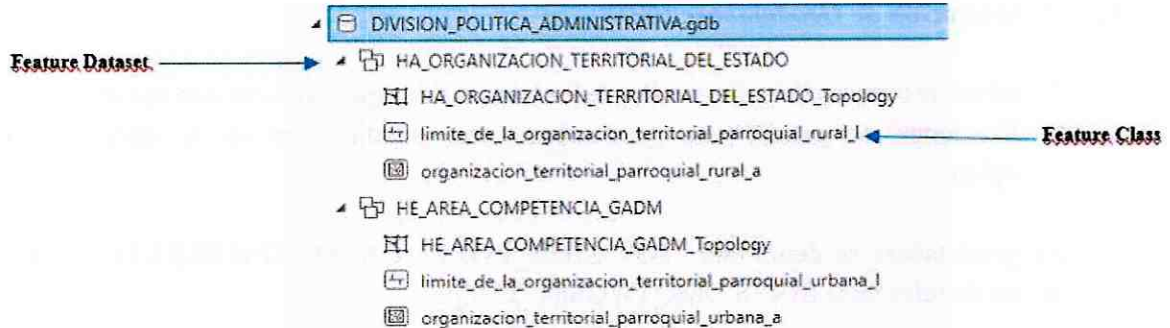 DIVISION_POLITICA_ADMINISTRATIVA.gdb
Feature Dataset
HA_ORGANIZACION_TERRITORIAL_DEL_ESTADO
HA_ORGANIZACION_TERRITORIAL_DEL_ESTADO_Topology
limite_de_la_organizacion_territorial_parroquial_rural_l
Feature Class
organizacion_territorial_parroquial_rural_a
HE_AREA_COMPETENCIA_GADM
HE_AREA_COMPETENCIA_GADM_Topology
limite_de_la_organizacion_territorial_parroquial_urbana_l
organizacion_territorial_parroquial_urbana_a